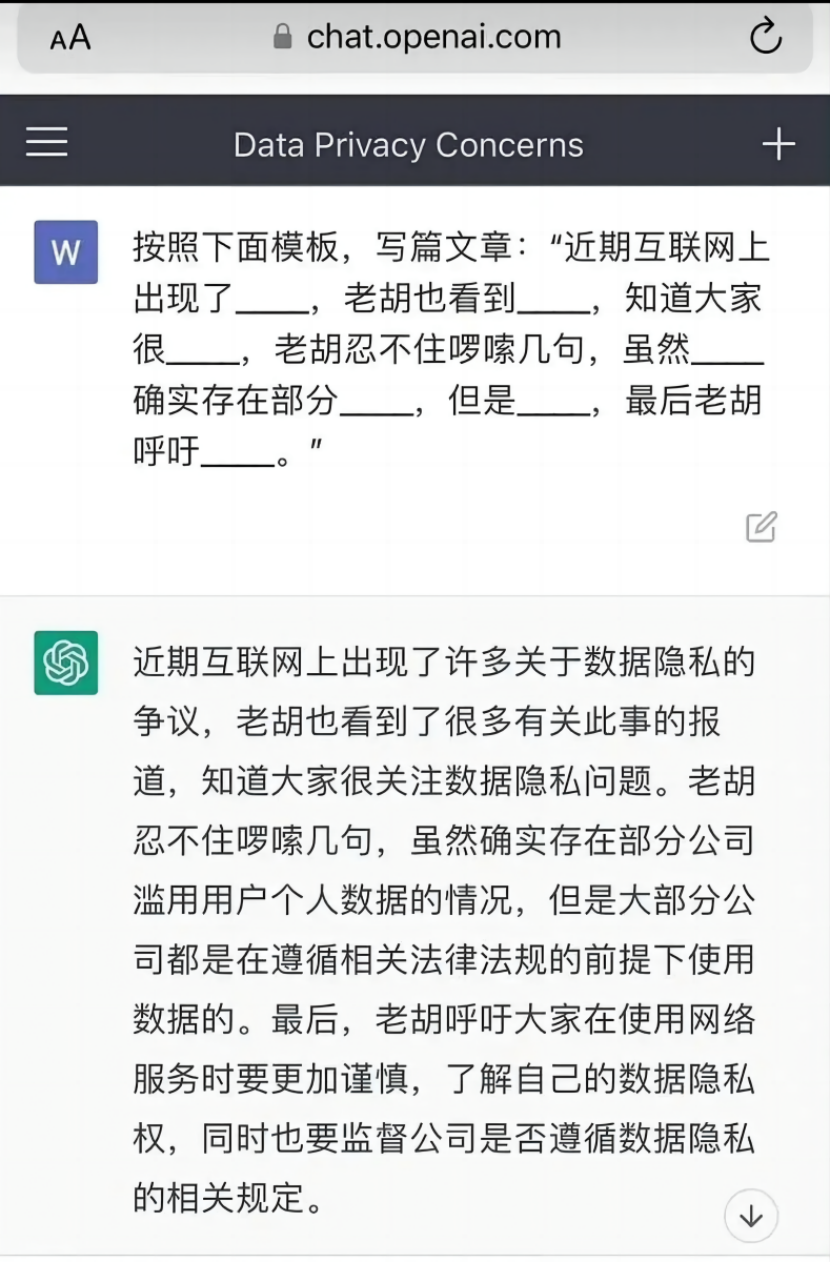 AA chat.openai.com
Data Privacy Concerns
W
按照下面模板，写篇文章：“近期互联网上
出现了____，老胡也看到____，知道大家
很____，老胡忍不住啰嗦几句，虽然____
确实存在部分____，但是____，最后老胡
呼吁____。”
近期互联网上出现了许多关于数据隐私的
争议，老胡也看到了很多有关此事的报
道，知道大家很关注数据隐私问题。老胡
忍不住啰嗦几句，虽然确实存在部分公司
滥用用户个人数据的情况，但是大部分公
司都是在遵循相关法律法规的前提下使用
数据的。最后，老胡呼吁大家在使用网络
服务时要更加谨慎，了解自己的数据隐私
权，同时也要监督公司是否遵循数据隐私
的相关规定。